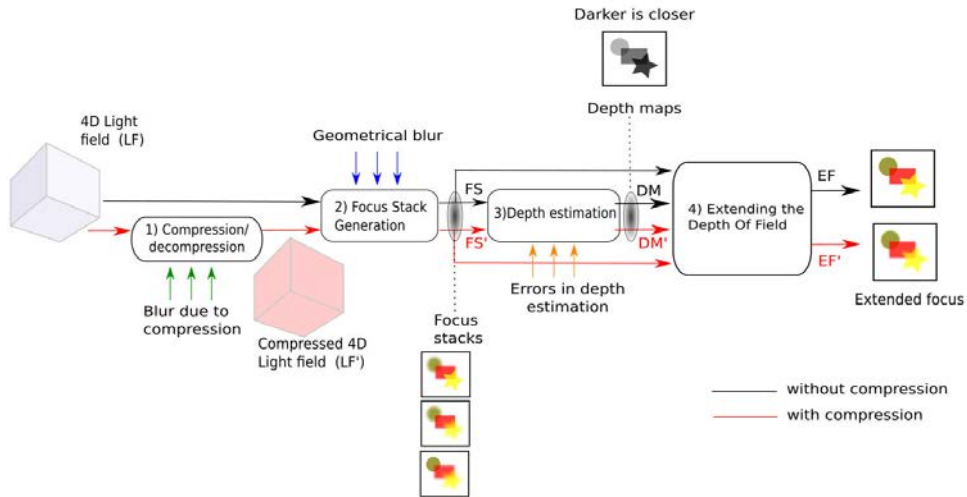 Darker is closer
Depth maps
4D Light
field (LF)
Geometrical blur
1) Compression/
decompression
Blur due to
compression
Compressed 4D
Light field (LF')
2) Focus Stack
Generation
FS
FS'
3)Depth estimation
Errors in depth
estimation
DM
DM'
4) Extending the
Depth Of Field
EF
EF'
Extended focus
Focus
stacks
without compression
with compression